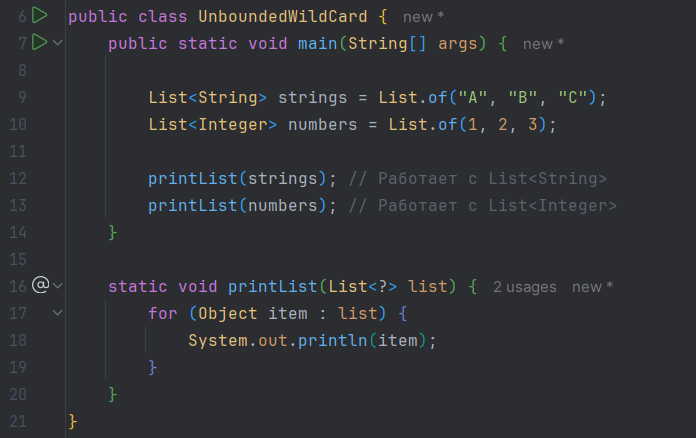 6 public class UnboundedWildCard { new *
7 public static void main(String[] args) { new *
8
9 List<String> strings = List.of("A", "B", "C");
10 List<Integer> numbers = List.of(1, 2, 3);
11
12 printList(strings); // Работает с List<String>
13 printList(numbers); // Работает с List<Integer>
14 }
15
16 @ static void printList(List<?> list) { 2 usages new *
17 for (Object item : list) {
18 System.out.println(item);
19 }
20 }
21 }